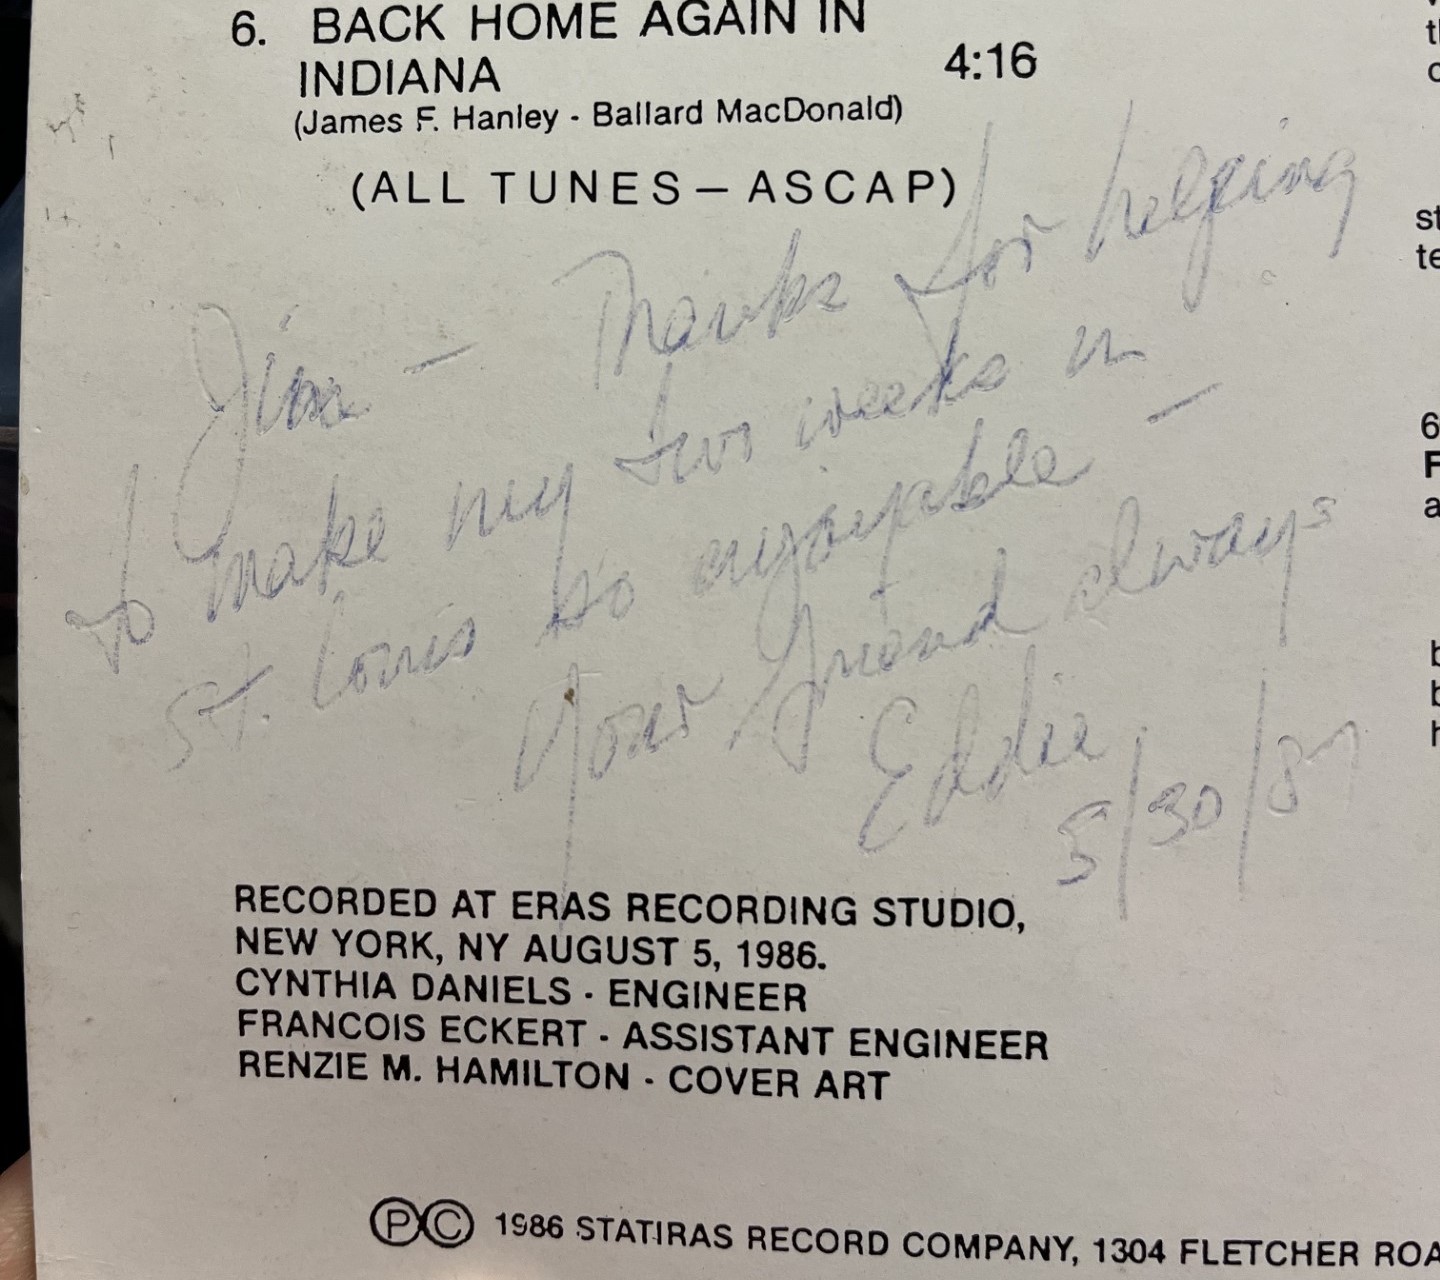 6. BACK HOME AGAIN IN
INDIANA 4:16
(James F. Hanley - Ballard MacDonald)
(ALL TUNES — ASCAP)
Jim — Thanks for helping
to make my two weeks in
St. Louis so enjoyable —
Your friend always
Eddie
5/30/87
RECORDED AT ERAS RECORDING STUDIO,
NEW YORK, NY AUGUST 5, 1986.
CYNTHIA DANIELS · ENGINEER
FRANCOIS ECKERT · ASSISTANT ENGINEER
RENZIE M. HAMILTON · COVER ART
Ⓟ© 1986 STATIRAS RECORD COMPANY, 1304 FLETCHER ROA